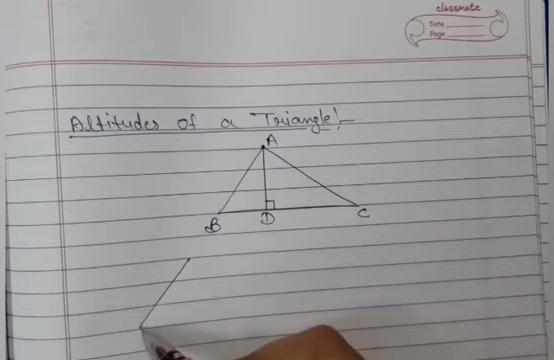 classmate
Date
Page
Altitudes of a Triangle!-
A
B D C